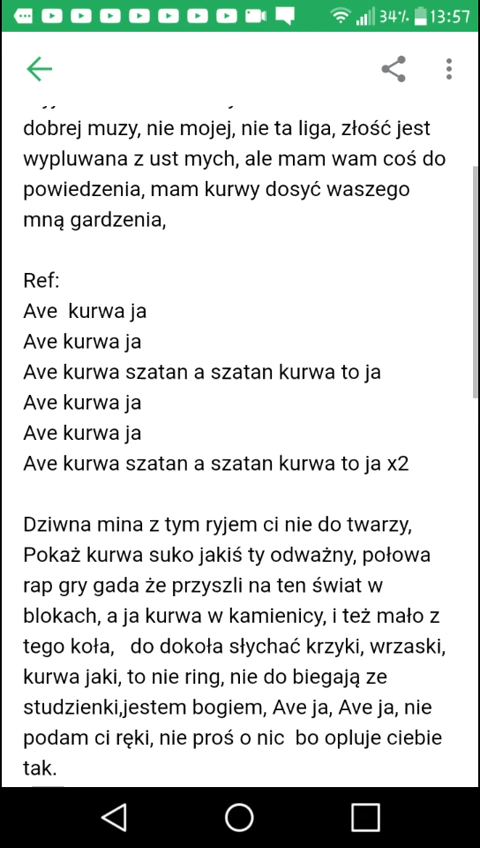 34% 13:57
dobrej muzy, nie mojej, nie ta liga, złość jest
wypluwana z ust mych, ale mam wam coś do
powiedzenia, mam kurwy dosyć waszego
mną gardzenia,
Ref:
Ave  kurwa ja
Ave kurwa ja
Ave kurwa szatan a szatan kurwa to ja
Ave kurwa ja
Ave kurwa ja
Ave kurwa szatan a szatan kurwa to ja x2
Dziwna mina z tym ryjem ci nie do twarzy,
Pokaż kurwa suko jakiś ty odważny, połowa
rap gry gada że przyszli na ten świat w
blokach, a ja kurwa w kamienicy, i też mało z
tego koła,   do dokoła słychać krzyki, wrzaski,
kurwa jaki, to nie ring, nie do biegają ze
studzienki,jestem bogiem, Ave ja, Ave ja, nie
podam ci ręki, nie proś o nic  bo opluje ciebie
tak.